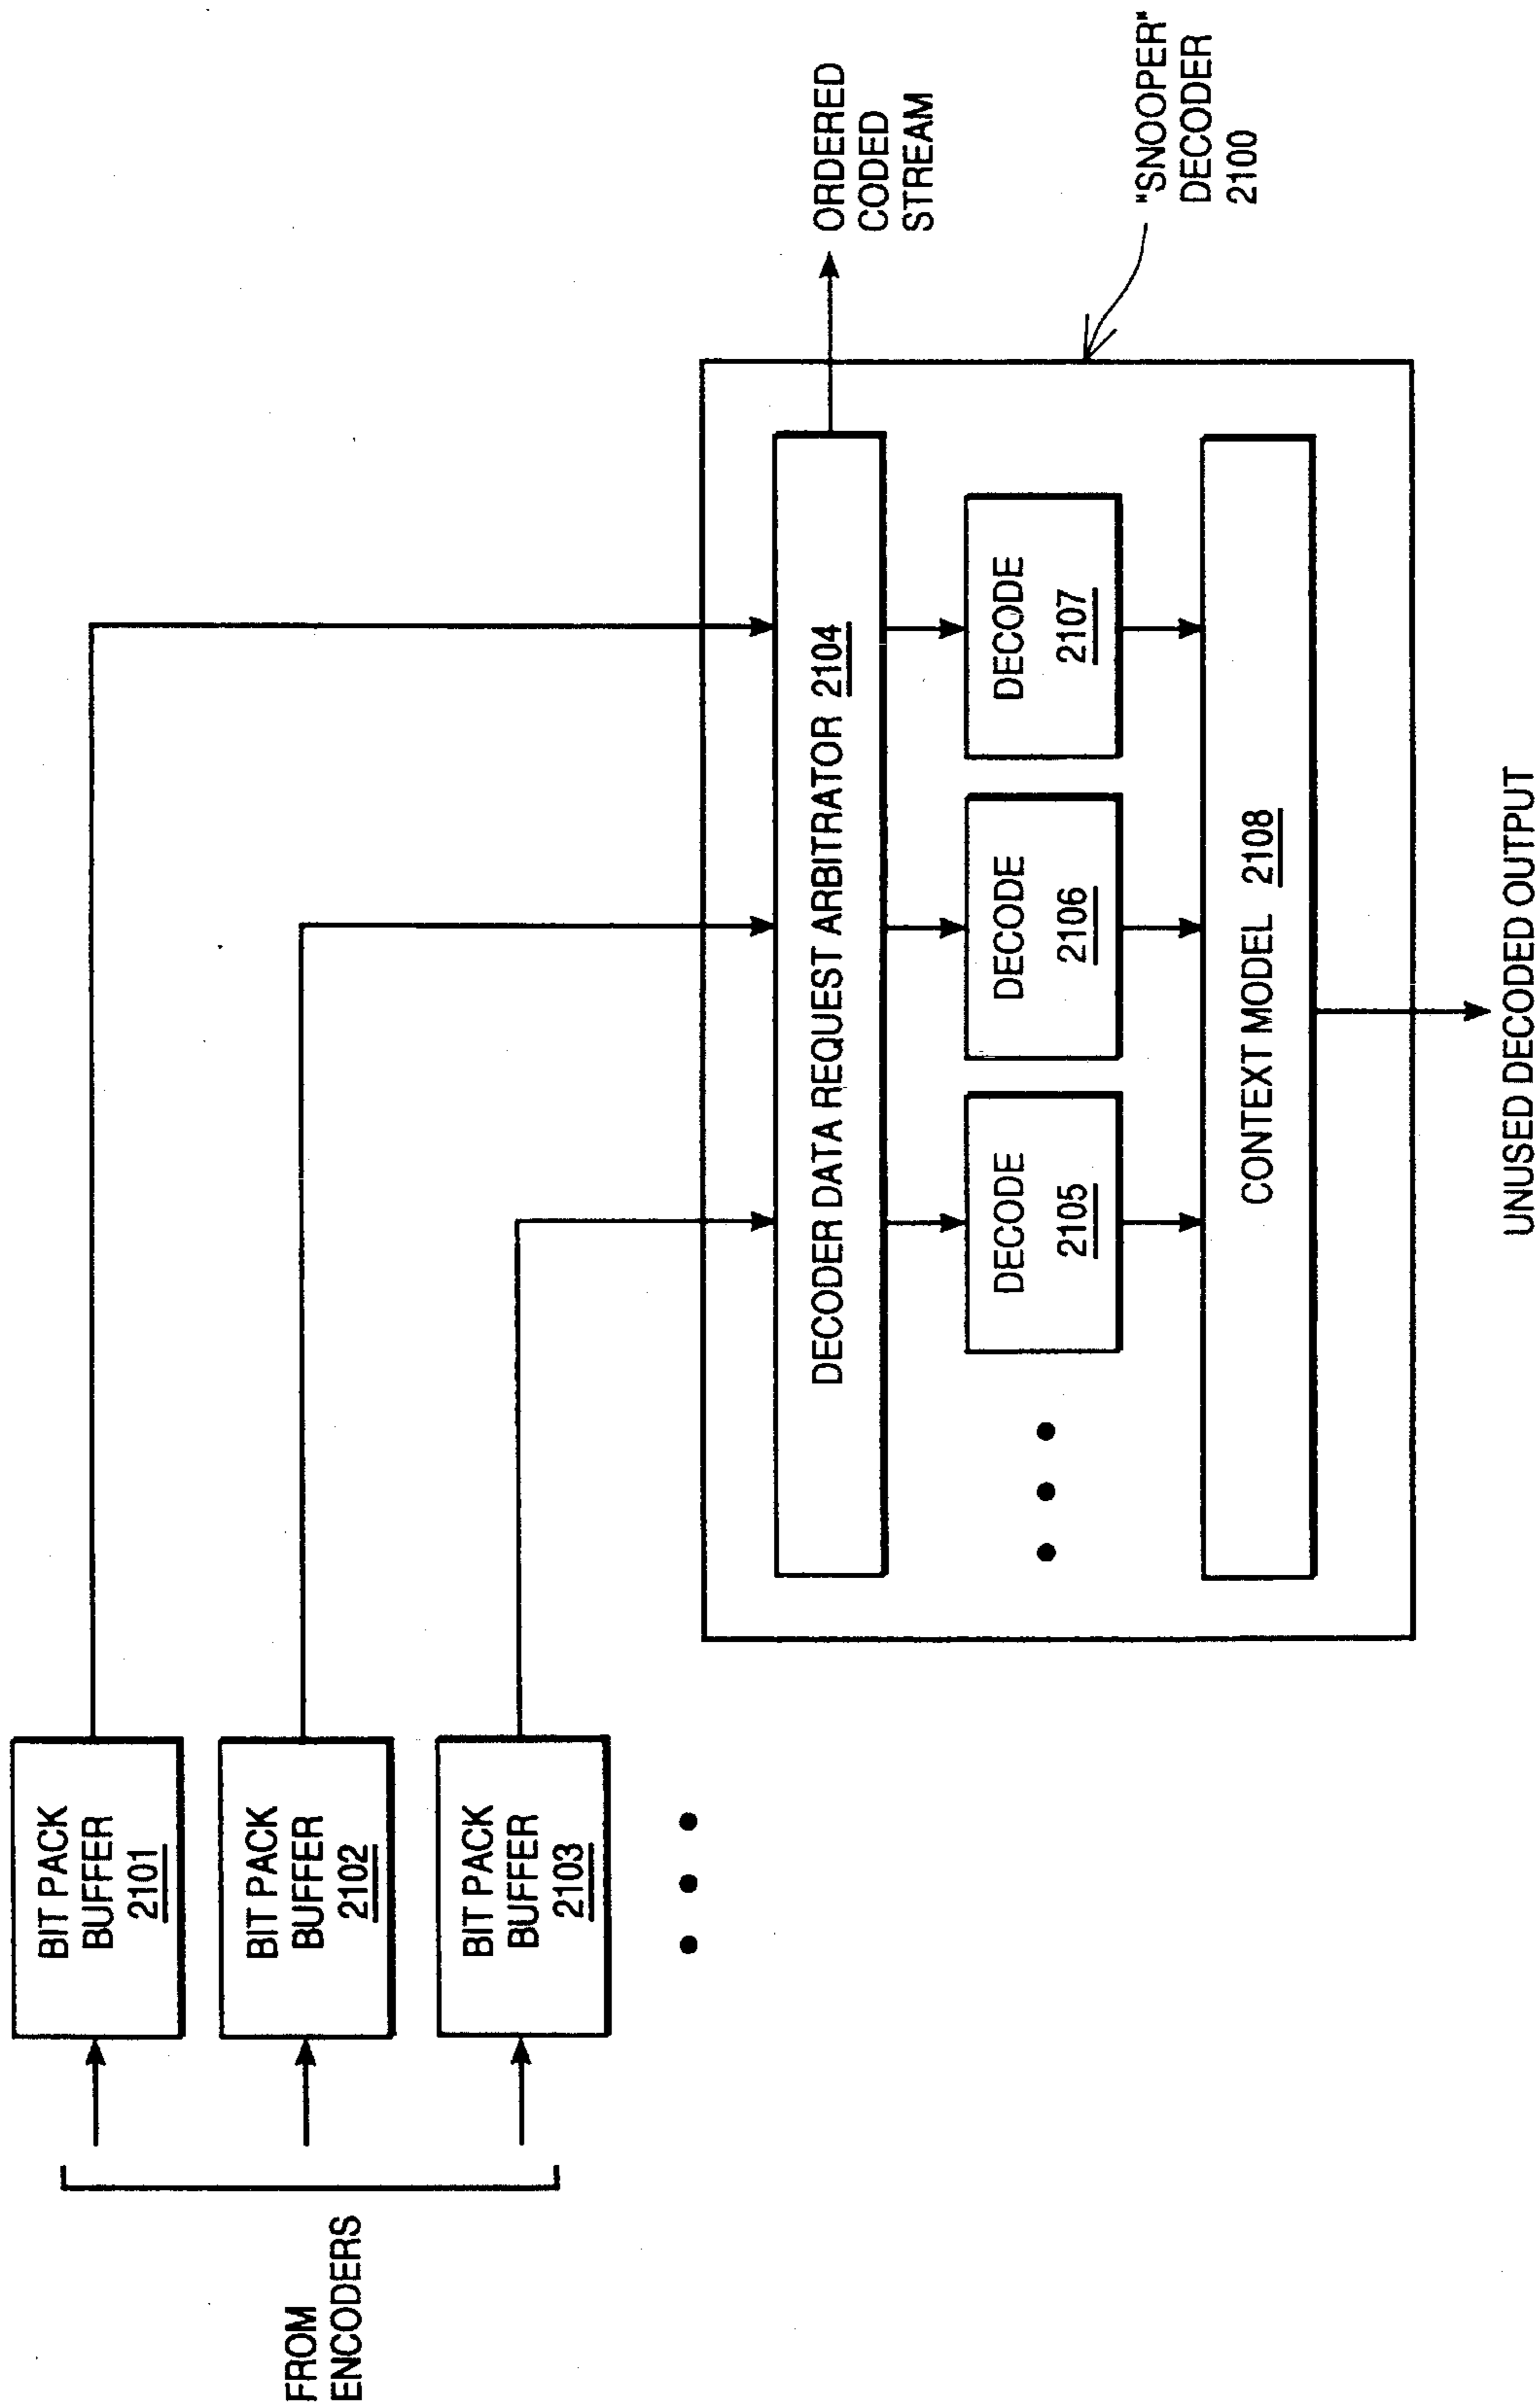 FROM
ENCODERS
BIT PACK
BUFFER
2101
BIT PACK
BUFFER
2102
BIT PACK
BUFFER
2103
DECODER DATA REQUEST ARBITRATOR 2104
ORDERED
CODED
STREAM
DECODE
2105
DECODE
2106
DECODE
2107
CONTEXT MODEL 2108
"SNOOPER"
DECODER
2100
UNUSED DECODED OUTPUT